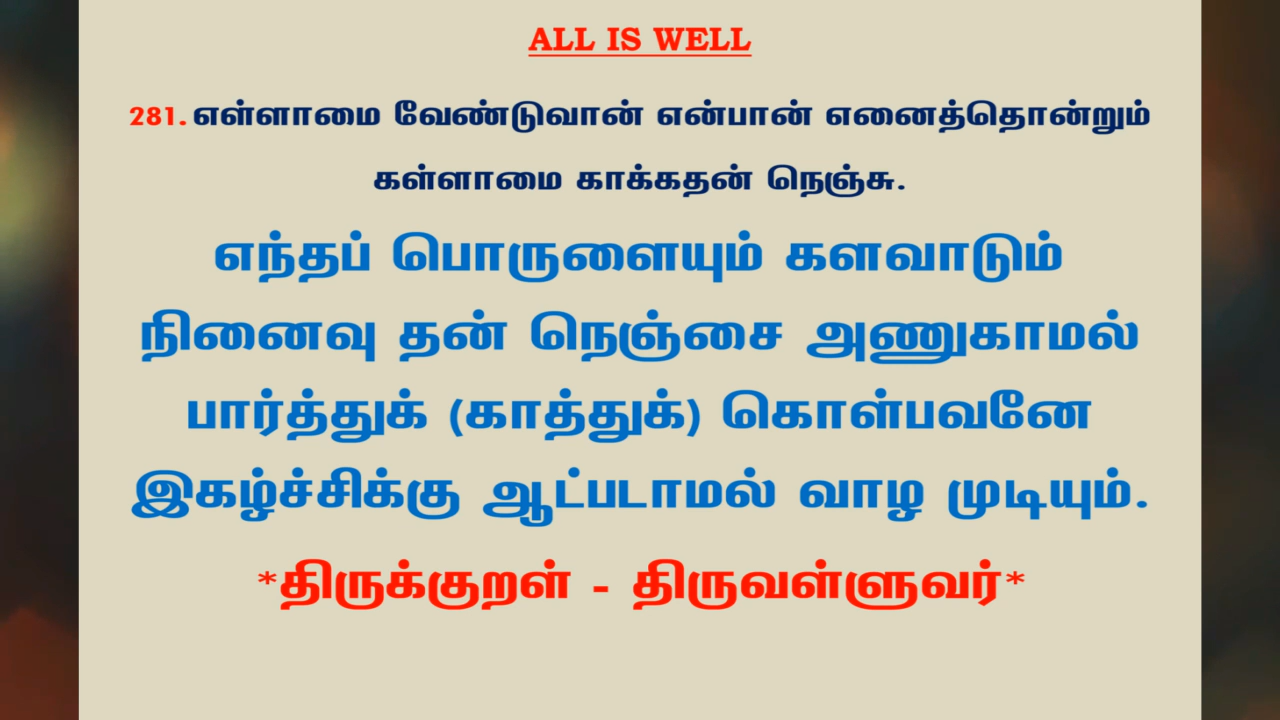 ALL IS WELL
281. எள்ளாமை வேண்டுவான் என்பான் எனைத்தொன்றும்
கள்ளாமை காக்கதன் நெஞ்சு.
எந்தப் பொருளையும் களவாடும்
நினைவு தன் நெஞ்சை அணுகாமல்
பார்த்துக் (காத்துக்) கொள்பவனே
இகழ்ச்சிக்கு ஆட்படாமல் வாழ முடியும்.
*திருக்குறள் - திருவள்ளுவர்*